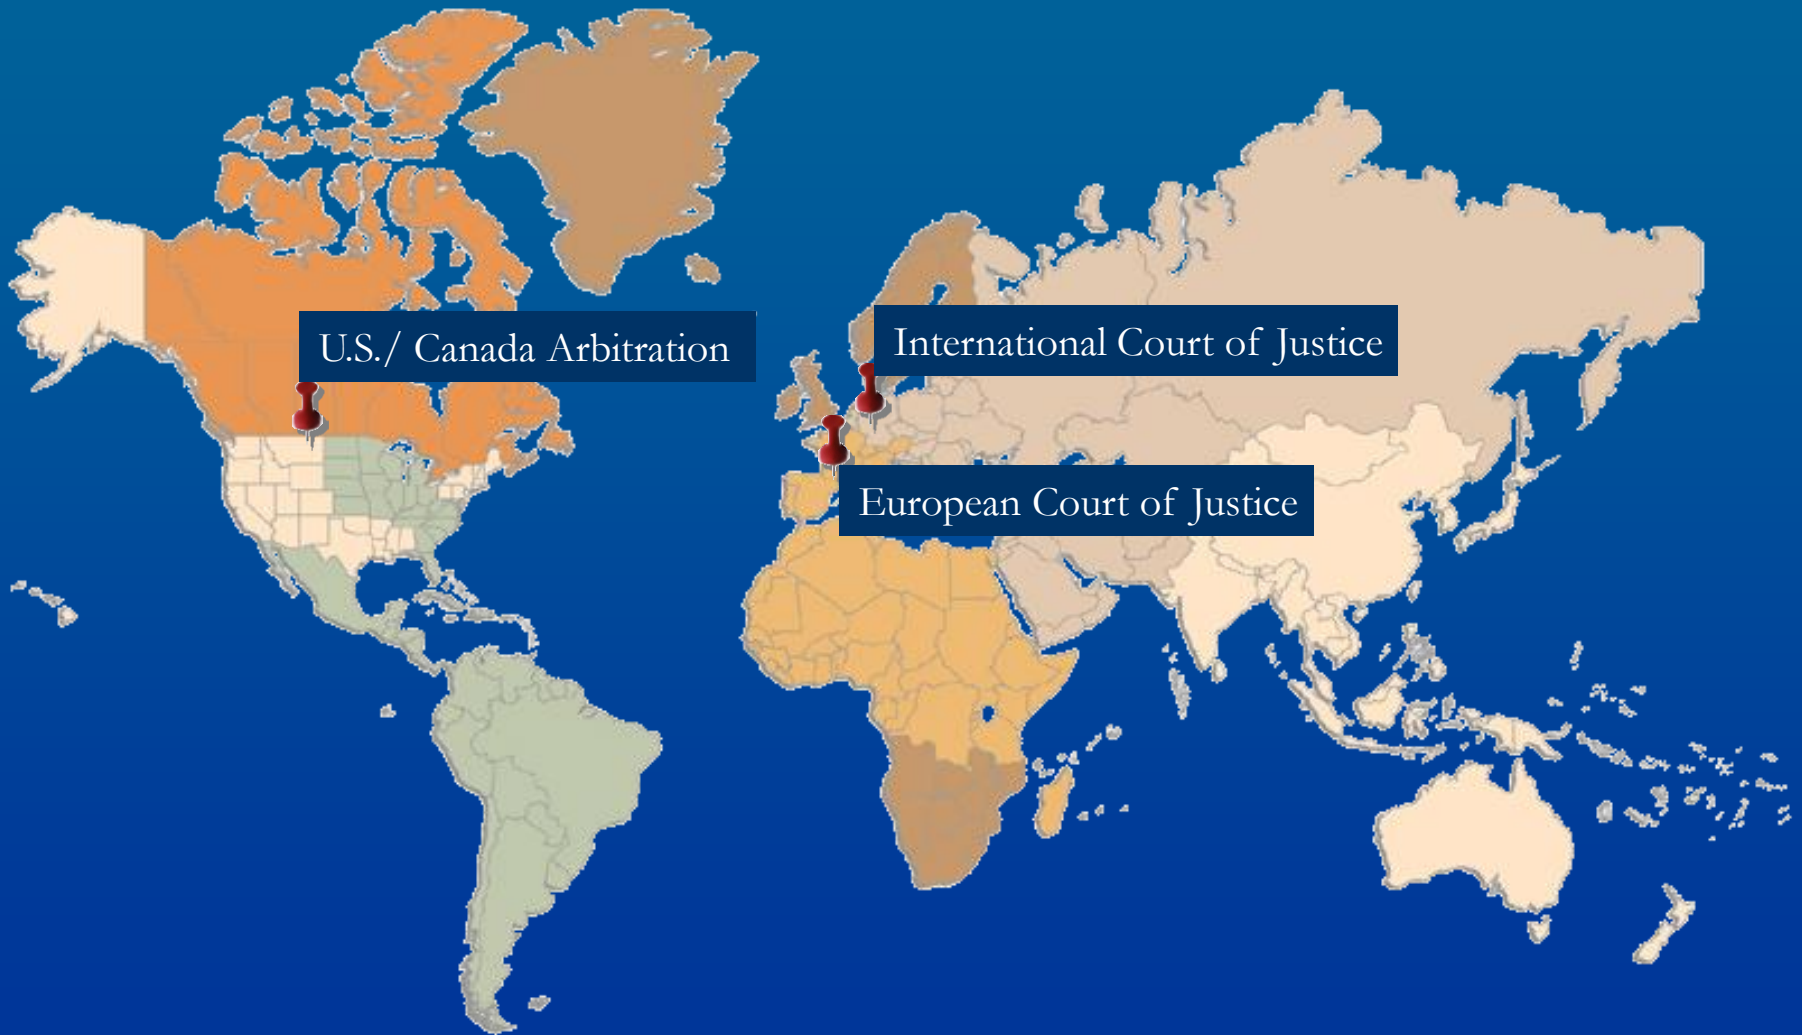 U.S./ Canada Arbitration
International Court of Justice
European Court of Justice